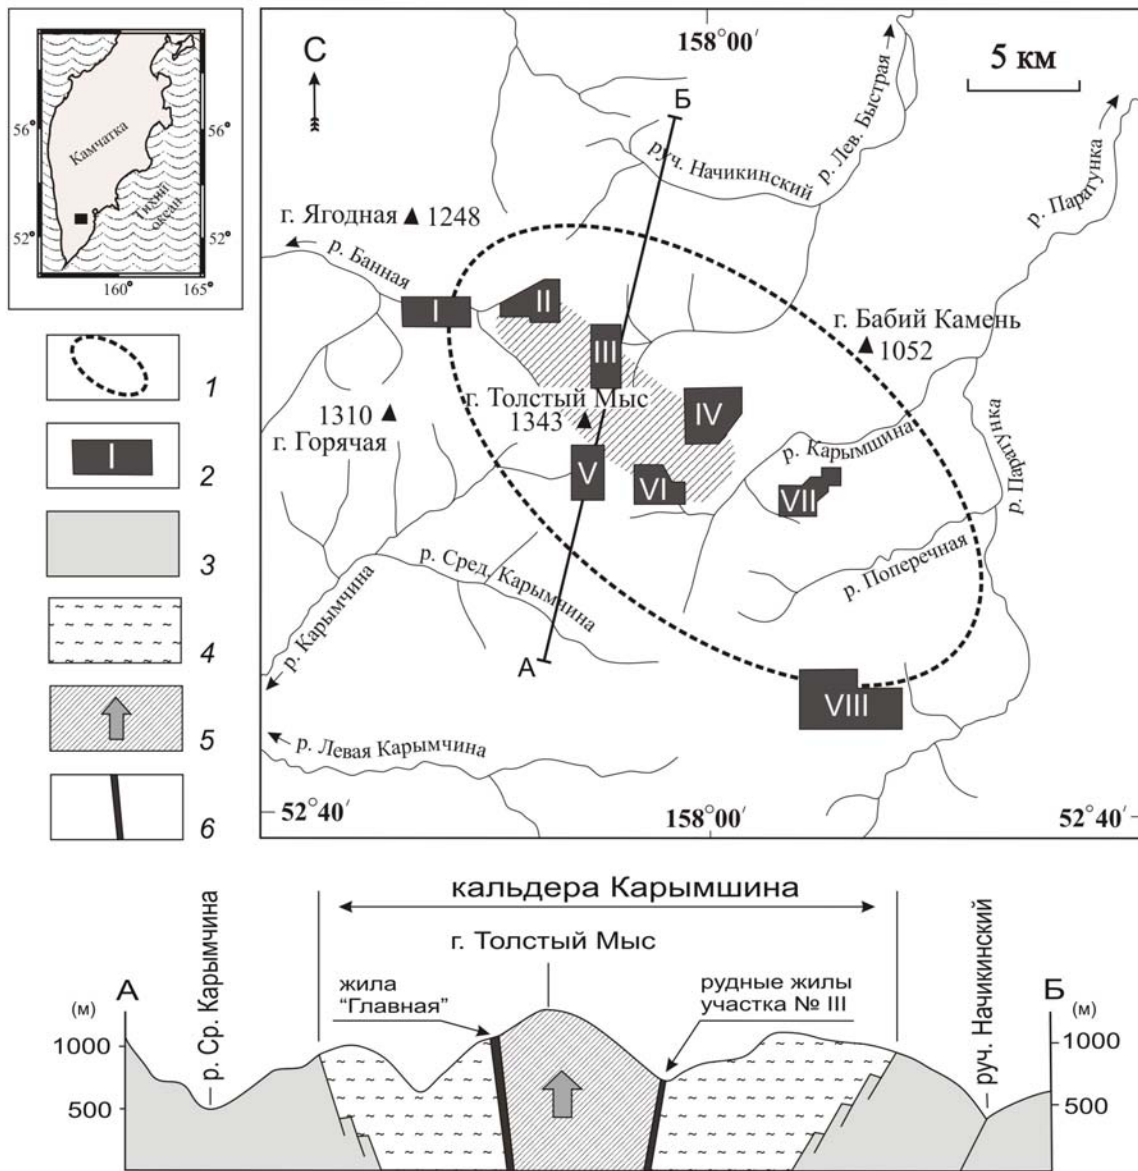 56°
56°
52°
52°
160°
165°
Камчатка
Тихий
океан
С
158°00′
5 км
Б
руч. Начикинский
р. Лев. Быстрая
р. Паратунка
г. Ягодная ▲ 1248
р. Банная
г. Бабий Камень
▲ 1052
I
II
III
г. Толстый Мыс
1343 ▲
1310 ▲
г. Горячая
IV
р. Карымшина
р. Паратунка
V
VI
VII
р. Сред. Карымчина
р. Поперечная
р. Карымчина
А
VIII
р. Левая Карымчина
52°40′
158°00′
52°40′
1
I
2
3
4
5
6
кальдера Карымшина
г. Толстый Мыс
А
(м)
р. Ср. Карымчина
жила
"Главная"
рудные жилы
участка № III
руч. Начикинский
Б
(м)
1000
500
1000
500